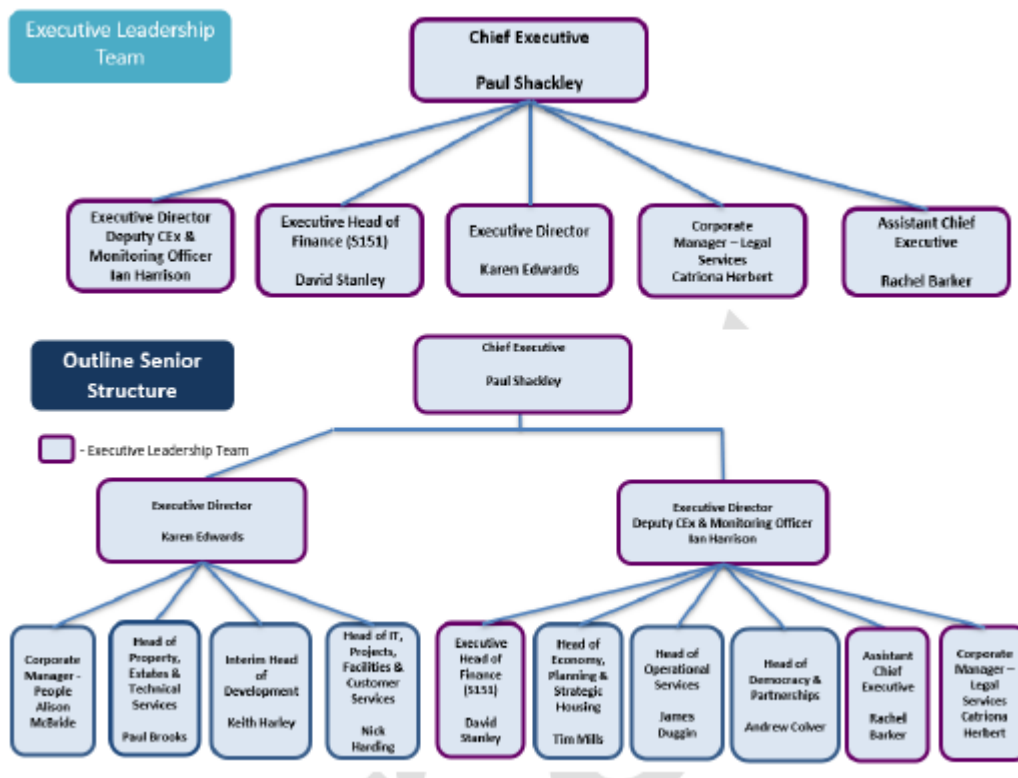 Executive Leadership
Team
Chief Executive
Paul Shackley
Executive Director
Deputy CEx &
Monitoring Officer
Ian Harrison
Executive Head of
Finance (S151)
David Stanley
Executive Director
Karen Edwards
Corporate
Manager – Legal
Services
Catriona Herbert
Assistant Chief
Executive
Rachel Barker
Outline Senior
Structure
- Executive Leadership Team
Chief Executive
Paul Shackley
Executive Director
Karen Edwards
Executive Director
Deputy CEx & Monitoring Officer
Ian Harrison
Corporate
Manager -
People
Alison
McBride
Head of
Property,
Estates &
Technical
Services
Paul Brooks
Interim Head
of
Development
Keith Harley
Head of IT,
Projects,
Facilities &
Customer
Services
Nick
Harding
Executive
Head of
Finance
(S151)
David
Stanley
Head of
Economy,
Planning &
Strategic
Housing
Tim Mills
Head of
Operational
Services
James
Duggin
Head of
Democracy &
Partnerships
Andrew Colver
Assistant
Chief
Executive
Rachel
Barker
Corporate
Manager –
Legal
Services
Catriona
Herbert